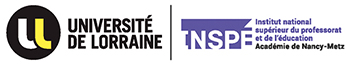 UNIVERSITÉ
DE LORRAINE
INSPÉ
Institut national
supérieur du professorat
et de l'éducation
Académie de Nancy-Metz